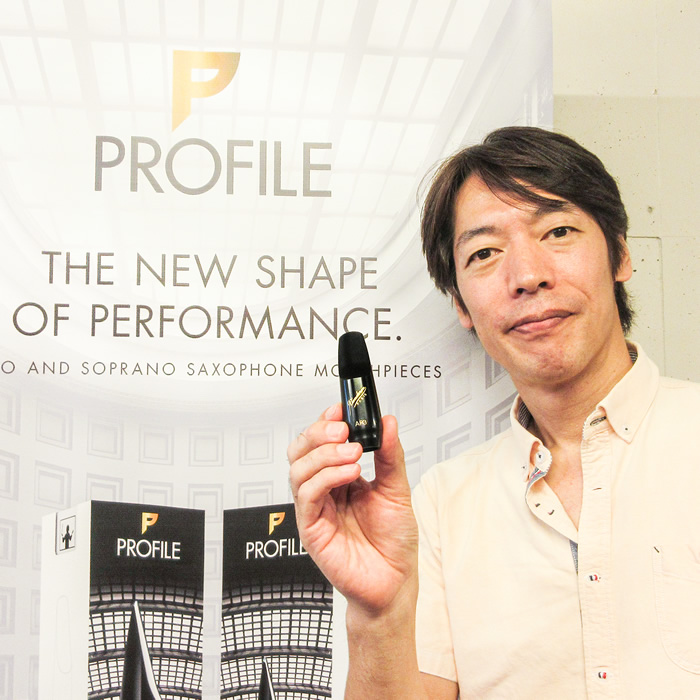 PROFILE
THE NEW SHAPE
OF PERFORMANCE.
O AND SOPRANO SAXOPHONE MOUTHPIECES
PROFILE
PROFILE